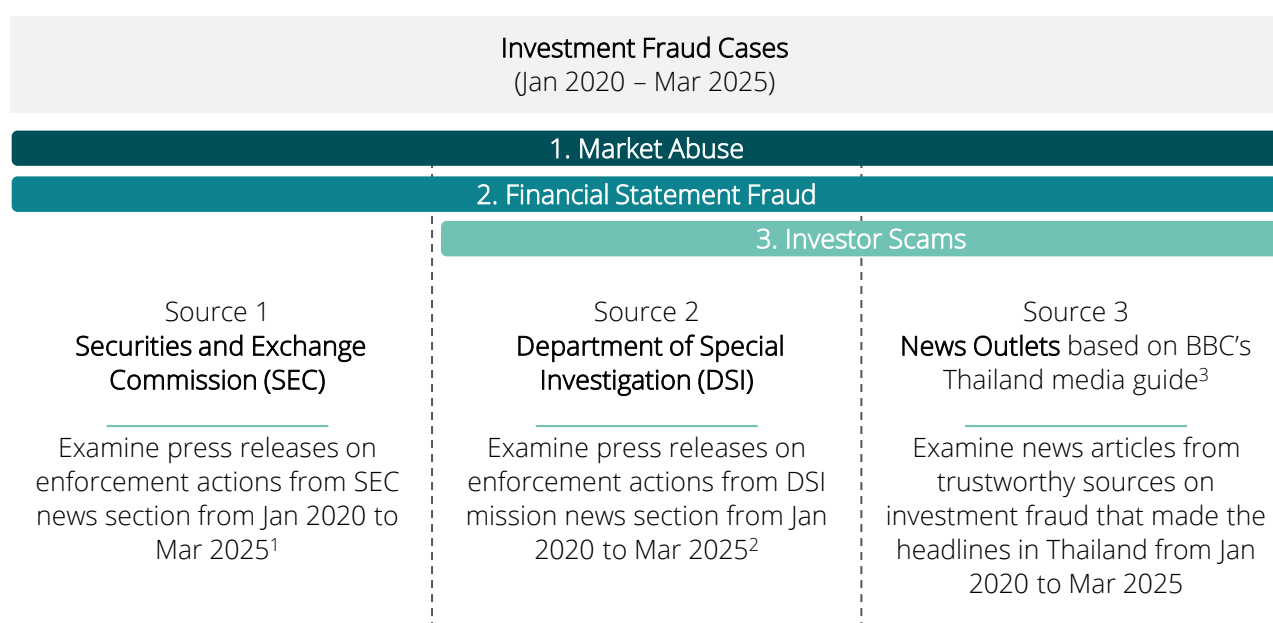 Investment Fraud Cases
(Jan 2020 – Mar 2025)
1. Market Abuse
2. Financial Statement Fraud
3. Investor Scams
Source 1
Securities and Exchange
Commission (SEC)
Examine press releases on
enforcement actions from SEC
news section from Jan 2020 to
Mar 2025¹
Source 2
Department of Special
Investigation (DSI)
Examine press releases on
enforcement actions from DSI
mission news section from Jan
2020 to Mar 2025²
Source 3
News Outlets based on BBC’s
Thailand media guide³
Examine news articles from
trustworthy sources on
investment fraud that made the
headlines in Thailand from Jan
2020 to Mar 2025